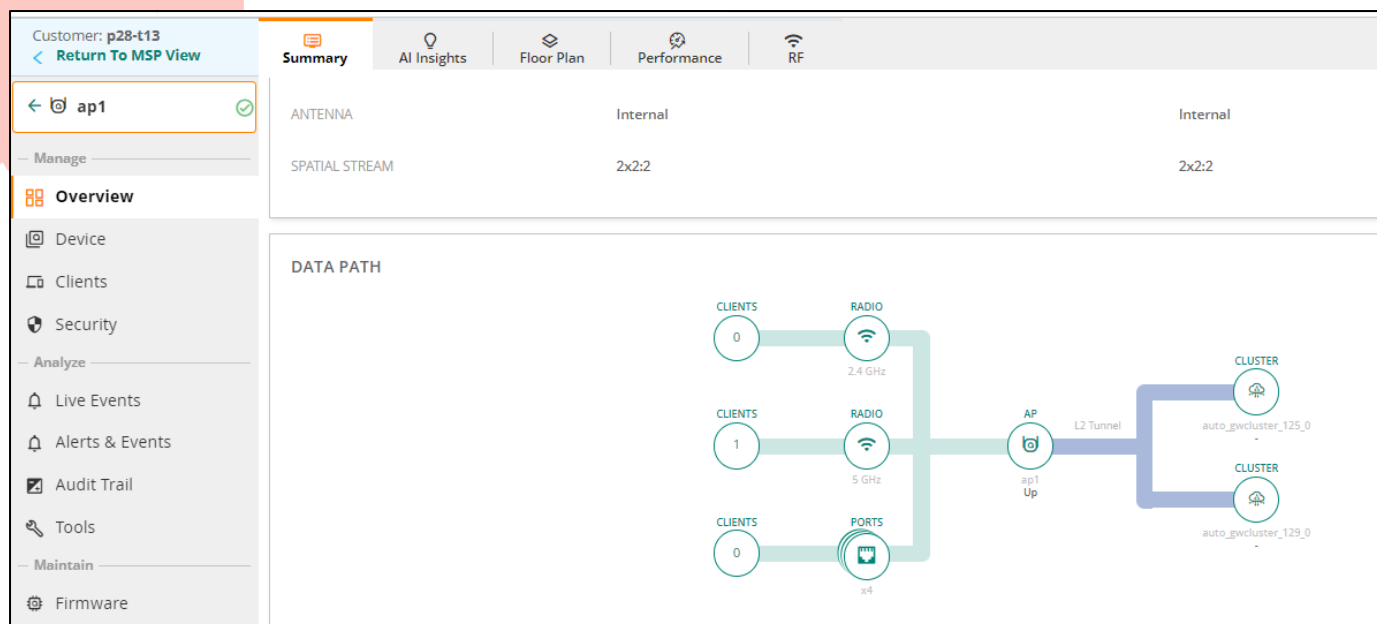 Customer: p28-t13
Return To MSP View
ap1
Manage
Overview
Device
Clients
Security
Analyze
Live Events
Alerts & Events
Audit Trail
Tools
Maintain
Firmware
Summary
AI Insights
Floor Plan
Performance
RF
ANTENNA Internal Internal
SPATIAL STREAM 2x2:2 2x2:2
DATA PATH
CLIENTS RADIO
0
2.4 GHz
CLUSTER
auto_gwcluster_125_0
-
CLIENTS RADIO AP L2 Tunnel
1
5 GHz ap1
Up
CLUSTER
auto_gwcluster_129_0
-
CLIENTS PORTS
0
x4